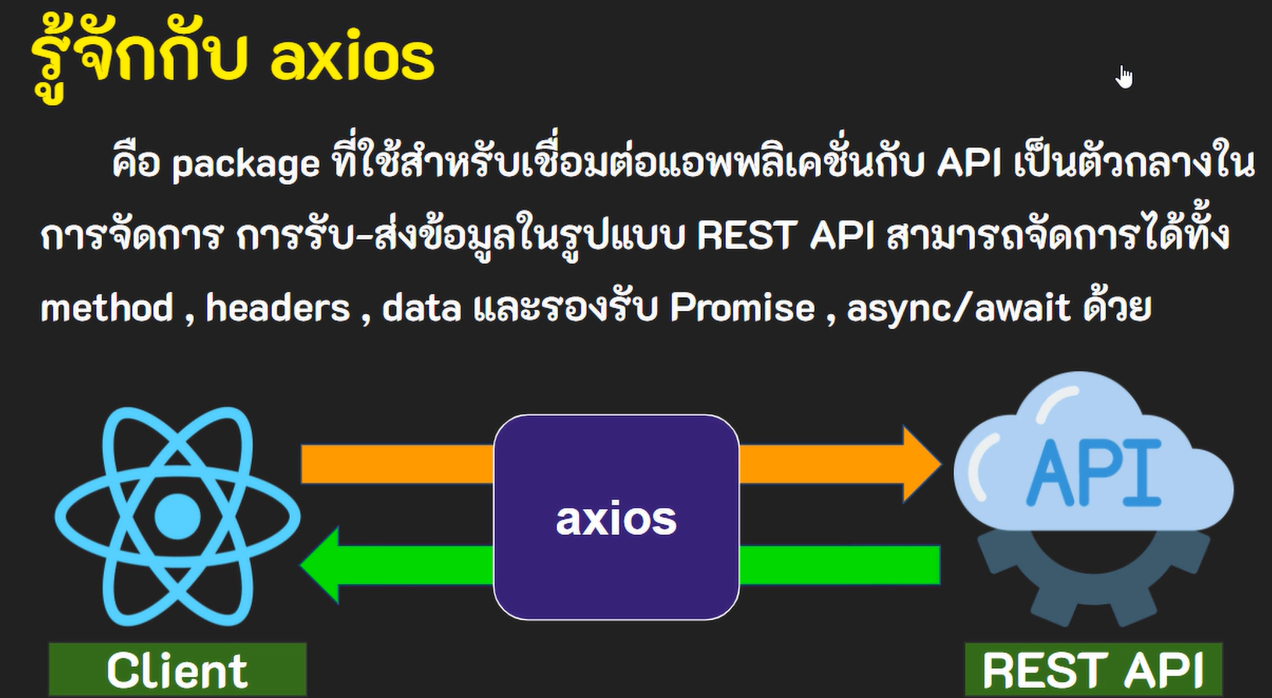 รู้จักกับ axios
คือ package ที่ใช้สำหรับเชื่อมต่อแอพพลิเคชั่นกับ API เป็นตัวกลางใน
การจัดการ การรับ-ส่งข้อมูลในรูปแบบ REST API สามารถจัดการได้ทั้ง
method , headers , data และรองรับ Promise , async/await ด้วย
API
axios
Client
REST API